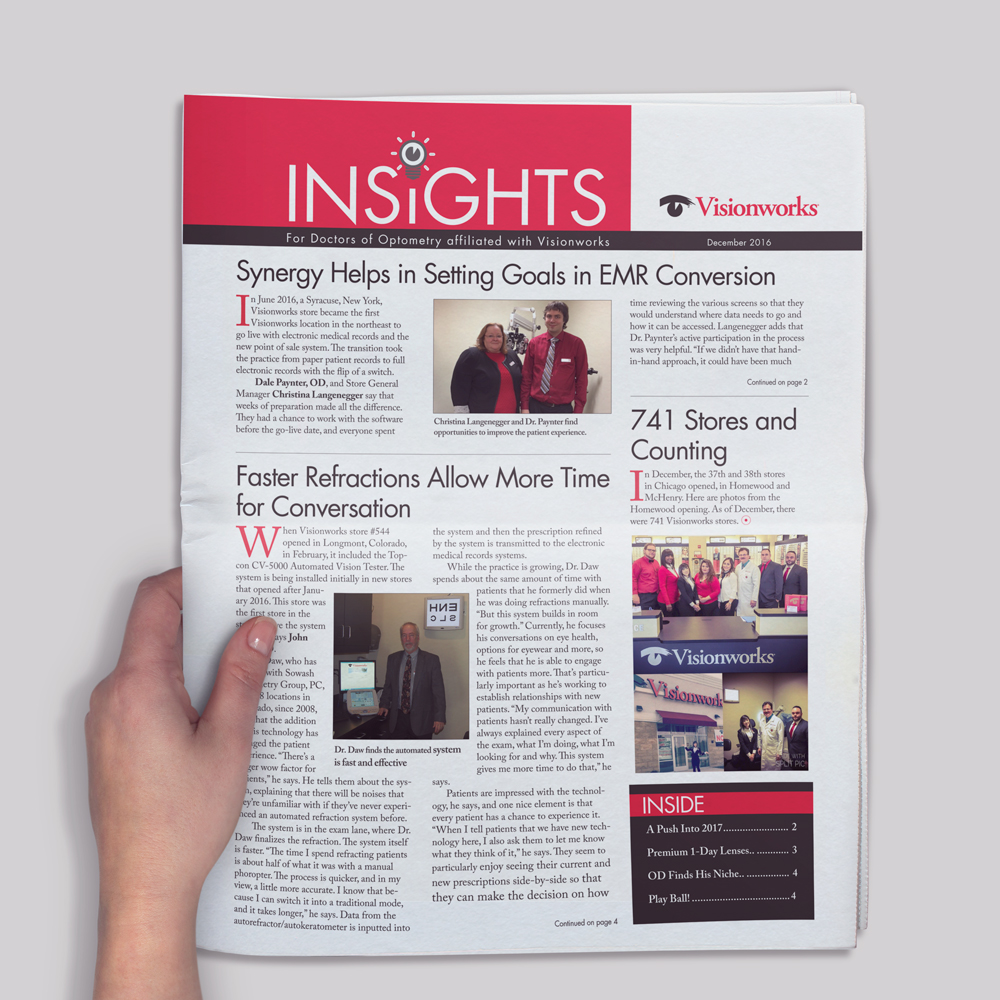 INSiGHTS
Visionworks
For Doctors of Optometry affiliated with Visionworks
December 2016
Synergy Helps in Setting Goals in EMR Conversion
In June 2016, a Syracuse, New York,
Visionworks store became the first
Visionworks location in the northeast to
go live with electronic medical records and the
new point of sale system. The transition took
the practice from paper patient records to full
electronic records with the flip of a switch.
Dale Paynter, OD, and Store General
Manager Christina Langenegger say that
weeks of preparation made all the difference.
They had a chance to work with the software
before the go-live date, and everyone spent
Christina Langenegger and Dr. Paynter find
opportunities to improve the patient experience.
time reviewing the various screens so that they
would understand where data needs to go and
how it can be accessed. Langenegger adds that
Dr. Paynter's active participation in the process
was very helpful. "If we didn't have that hand-
in-hand approach, it could have been much
Continued on page 2
Faster Refractions Allow More Time
for Conversation
When Visionworks store #544
opened in Longmont, Colorado,
in February, it included the Top-
con CV-5000 Automated Vision Tester. The
system is being installed initially in new stores
that opened after Janu-
ary 2016. This store was
the first store in the
the system
says John
Daw, who has
with Sowash
etry Group, PC,
8 locations in
ado, since 2008,
that the addition
is technology has
ged the patient
rience. "There's a
ger wow factor for
ents," he says. He tells them about the sys-
, explaining that there will be noises that
they're unfamiliar with if they've never experi-
nced an automated refraction system before.
The system is in the exam lane, where Dr.
Daw finalizes the refraction. The system itself
is faster. "The time I spend refracting patients
is about half of what it was with a manual
phoropter. The process is quicker, and in my
view, a little more accurate. I know that be-
cause I can switch it into a traditional mode,
and it takes longer," he says. Data from the
autorefractor/autokeratometer is inputted into
Dr. Daw finds the automated system
is fast and effective
the system and then the prescription refined
by the system is transmitted to the electronic
medical records systems.
While the practice is growing, Dr. Daw
spends about the same amount of time with
patients that he formerly did when
he was doing refractions manually.
"But this system builds in room
for growth." Currently, he focuses
his conversations on eye health,
options for eyewear and more, so
he feels that he is able to engage
with patients more. That's particu-
larly important as he's working to
establish relationships with new
patients. "My communication with
patients hasn't really changed. I've
always explained every aspect of
the exam, what I'm doing, what I'm
looking for and why. This system
gives me more time to do that," he
says.
Patients are impressed with the technol-
ogy, he says, and one nice element is that
every patient has a chance to experience it.
"When I tell patients that we have new tech-
nology here, I also ask them to let me know
what they think of it," he says. They seem to
particularly enjoy seeing their current and
new prescriptions side-by-side so that
they can make the decision on how
Continued on page 4
741 Stores and
Counting
In December, the 37th and 38th stores
in Chicago opened, in Homewood and
McHenry. Here are photos from the
Homewood opening. As of December, there
were 741 Visionworks stores.
Visionworks
Visionwork
INSIDE
A Push Into 2017........................ 2
Premium 1-Day Lenses.. ............ 3
OD Finds His Niche.. ................ 4
Play Ball! ................................... 4